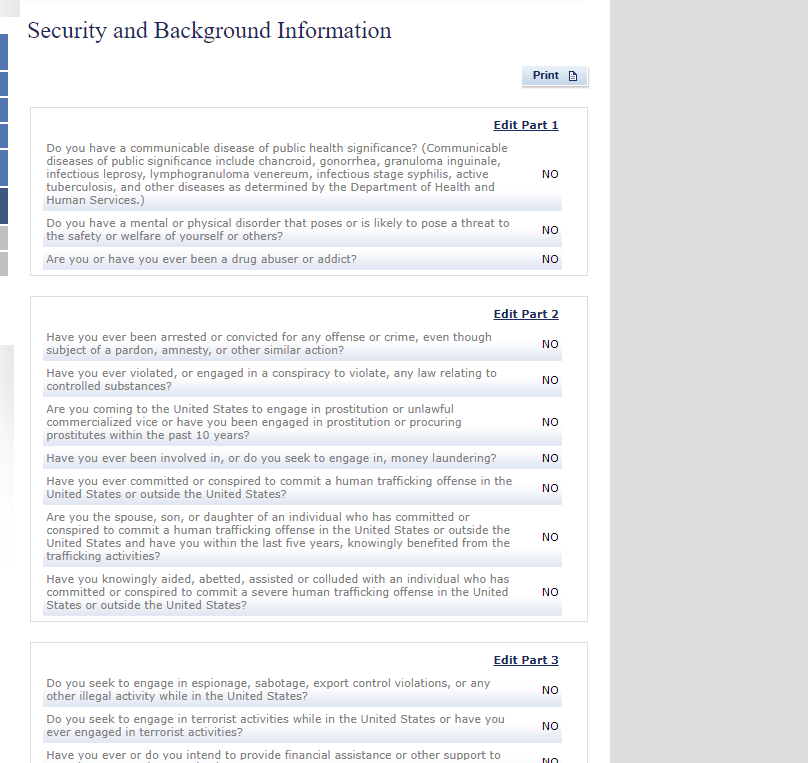 Security and Background Information
Print
Edit Part 1
Do you have a communicable disease of public health significance? (Communicable
diseases of public significance include chancroid, gonorrhea, granuloma inguinale,
infectious leprosy, lymphogranuloma venereum, infectious stage syphilis, active
tuberculosis, and other diseases as determined by the Department of Health and
Human Services.)
NO
Do you have a mental or physical disorder that poses or is likely to pose a threat to
the safety or welfare of yourself or others?
NO
Are you or have you ever been a drug abuser or addict?
NO
Edit Part 2
Have you ever been arrested or convicted for any offense or crime, even though
subject of a pardon, amnesty, or other similar action?
NO
Have you ever violated, or engaged in a conspiracy to violate, any law relating to
controlled substances?
NO
Are you coming to the United States to engage in prostitution or unlawful
commercialized vice or have you been engaged in prostitution or procuring
prostitutes within the past 10 years?
NO
Have you ever been involved in, or do you seek to engage in, money laundering?
NO
Have you ever committed or conspired to commit a human trafficking offense in the
United States or outside the United States?
NO
Are you the spouse, son, or daughter of an individual who has committed or
conspired to commit a human trafficking offense in the United States or outside the
United States and have you within the last five years, knowingly benefited from the
trafficking activities?
NO
Have you knowingly aided, abetted, assisted or colluded with an individual who has
committed or conspired to commit a severe human trafficking offense in the United
States or outside the United States?
NO
Edit Part 3
Do you seek to engage in espionage, sabotage, export control violations, or any
other illegal activity while in the United States?
NO
Do you seek to engage in terrorist activities while in the United States or have you
ever engaged in terrorist activities?
NO
Have you ever or do you intend to provide financial assistance or other support to
NO